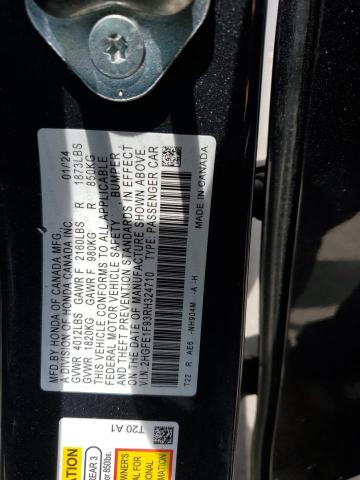 MFD. BY HONDA OF CANADA MFG.
A DIVISION OF HONDA CANADA INC. 01/24
GVWR 4012LBS GAWR F 2160LBS R 1873LBS
GVWR 1820KG GAWR F 980KG R 850KG
THIS VEHICLE CONFORMS TO ALL APPLICABLE
FEDERAL MOTOR VEHICLE SAFETY, BUMPER,
AND THEFT PREVENTION STANDARDS IN EFFECT
ON THE DATE OF MANUFACTURE SHOWN ABOVE.
V.I.N: 2HGFE1F93RH324710 TYPE: PASSENGER CAR
T22 R AE6 -NH904M -A -H MADE IN CANADA
T20 A1
REAR 3
850lbs.